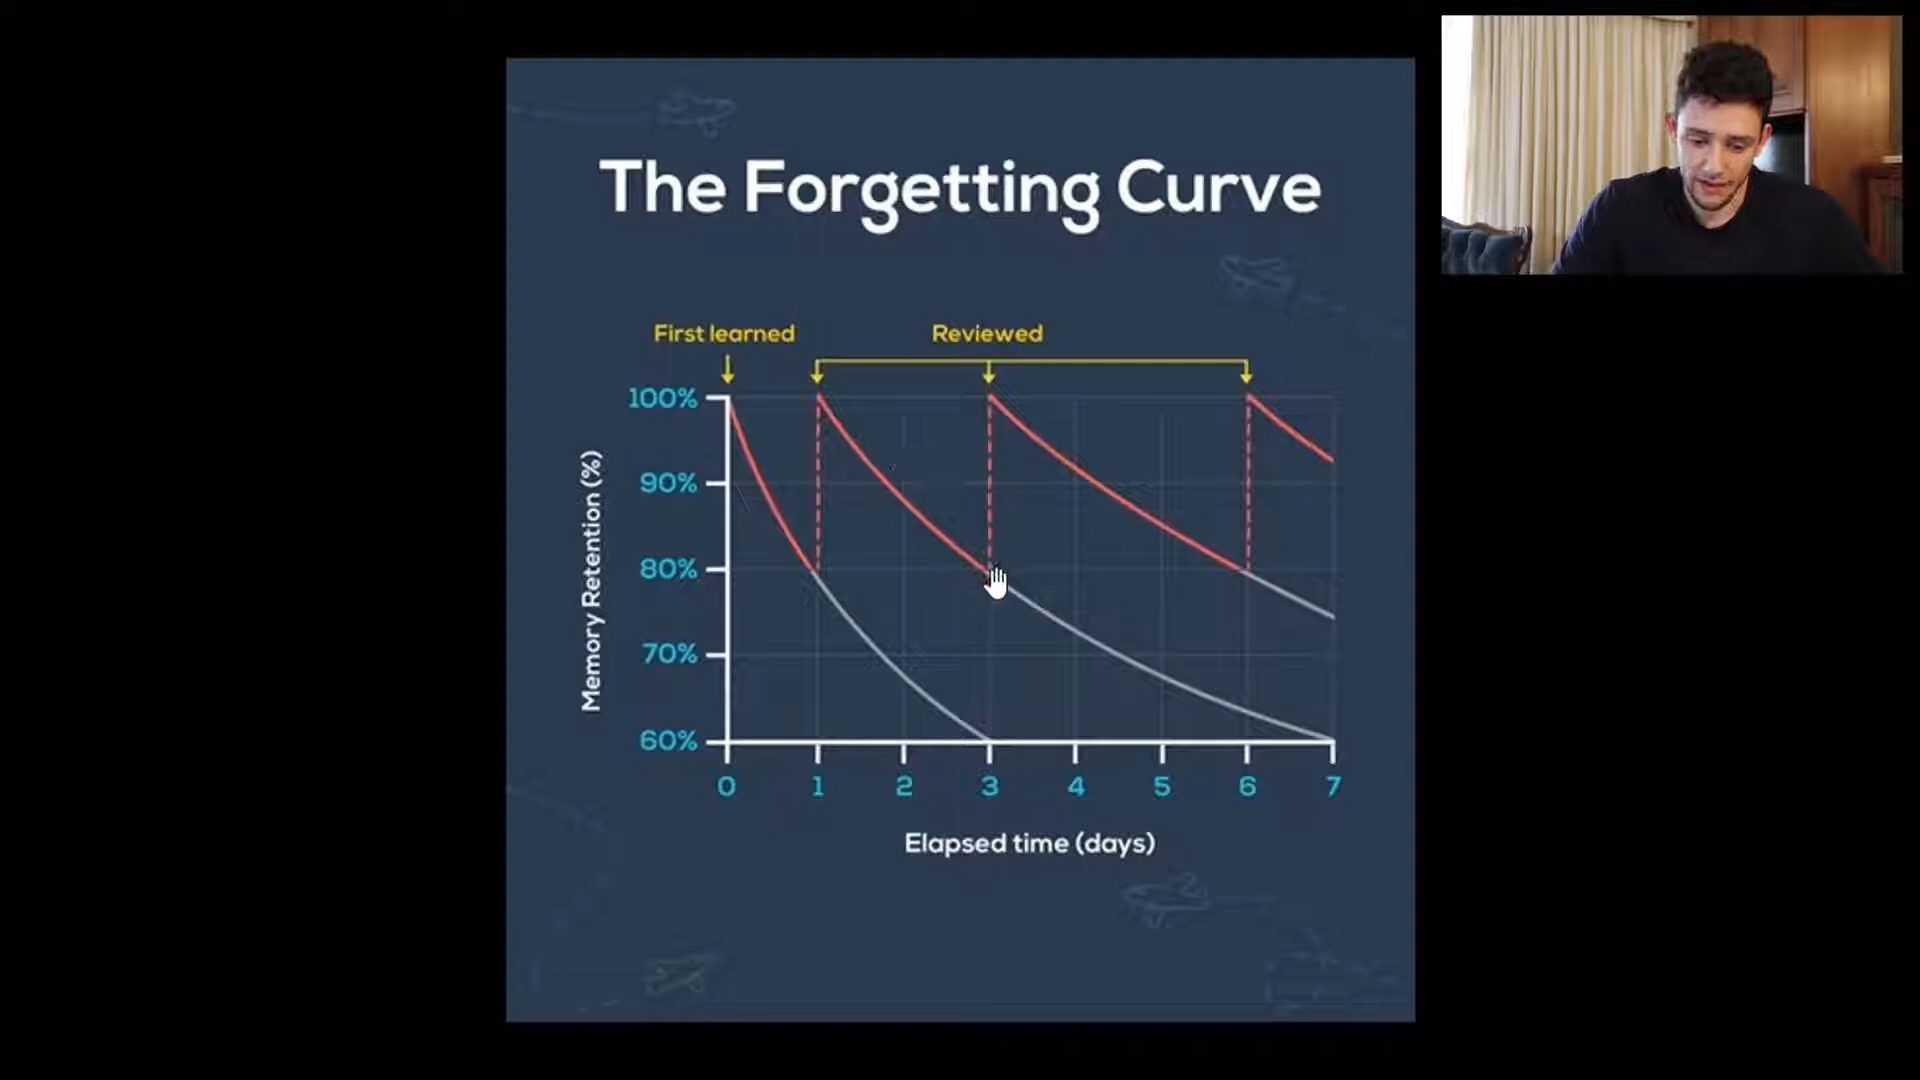 The Forgetting Curve
First learned
Reviewed
100%
90%
80%
70%
60%
Memory Retention (%)
0 1 2 3 4 5 6 7
Elapsed time (days)